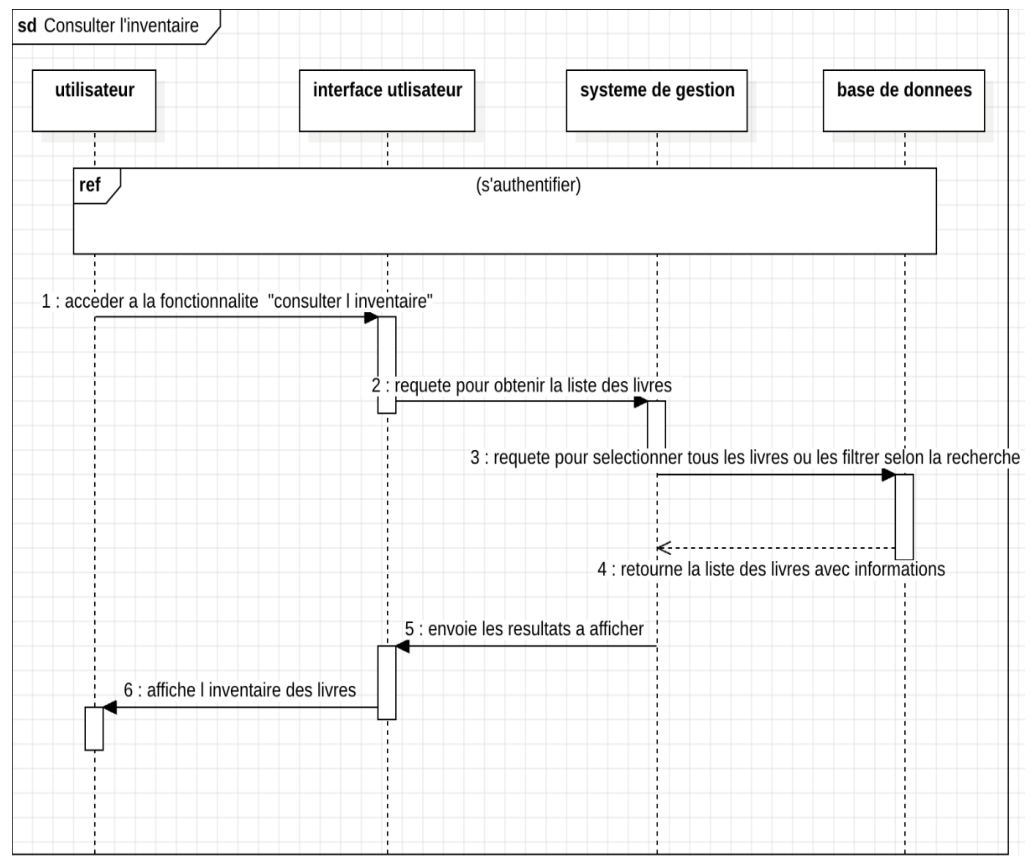 sd Consulter l'inventaire
utilisateur
interface utlisateur
systeme de gestion
base de donnees
ref
(s'authentifier)
1 : acceder a la fonctionnalite "consulter l inventaire"
2 : requete pour obtenir la liste des livres
3 : requete pour selectionner tous les livres ou les filtrer selon la recherche
4 : retourne la liste des livres avec informations
5 : envoie les resultats a afficher
6 : affiche l inventaire des livres